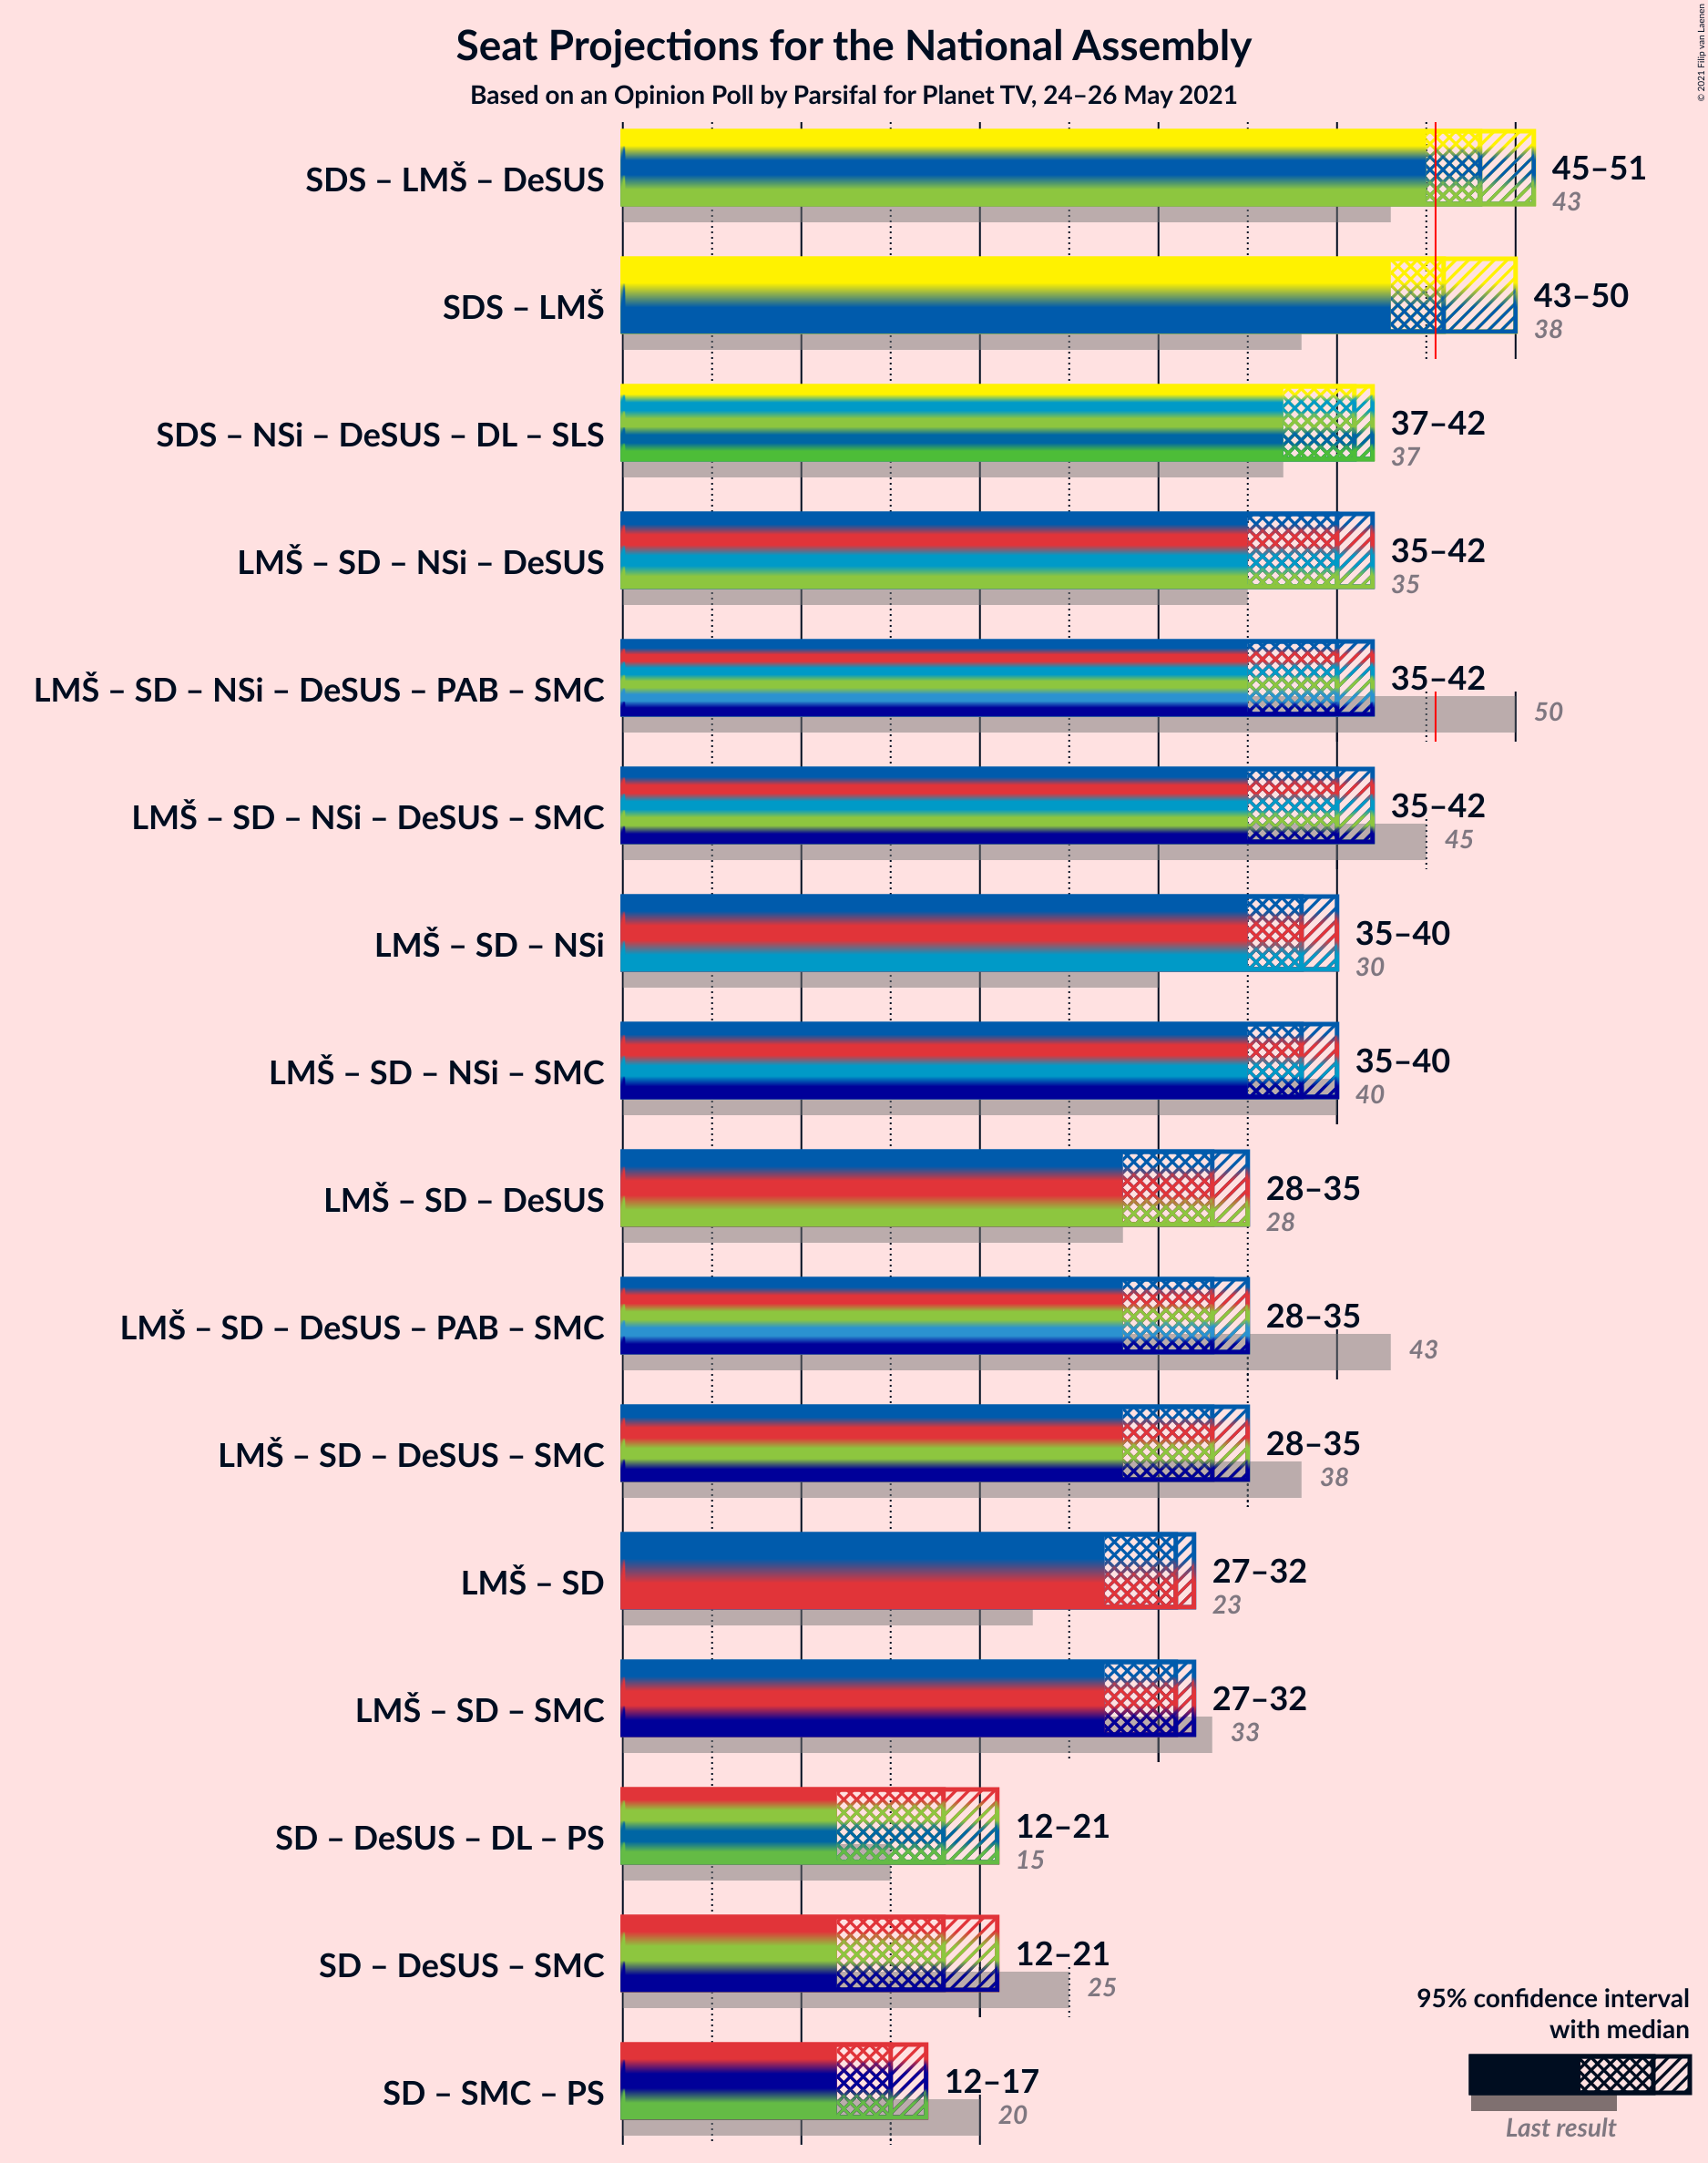 Seat Projections for the National Assembly
Based on an Opinion Poll by Parsifal for Planet TV, 24–26 May 2021
© 2021 Filip van Laenen
SDS – LMŠ – DeSUS
45–51
43
SDS – LMŠ
43–50
38
SDS – NSi – DeSUS – DL – SLS
37–42
37
LMŠ – SD – NSi – DeSUS
35–42
35
LMŠ – SD – NSi – DeSUS – PAB – SMC
35–42
50
LMŠ – SD – NSi – DeSUS – SMC
35–42
45
LMŠ – SD – NSi
35–40
30
LMŠ – SD – NSi – SMC
35–40
40
LMŠ – SD – DeSUS
28–35
28
LMŠ – SD – DeSUS – PAB – SMC
28–35
43
LMŠ – SD – DeSUS – SMC
28–35
38
LMŠ – SD
27–32
23
LMŠ – SD – SMC
27–32
33
SD – DeSUS – DL – PS
12–21
15
SD – DeSUS – SMC
12–21
25
SD – SMC – PS
12–17
20
95% confidence interval
with median
Last result